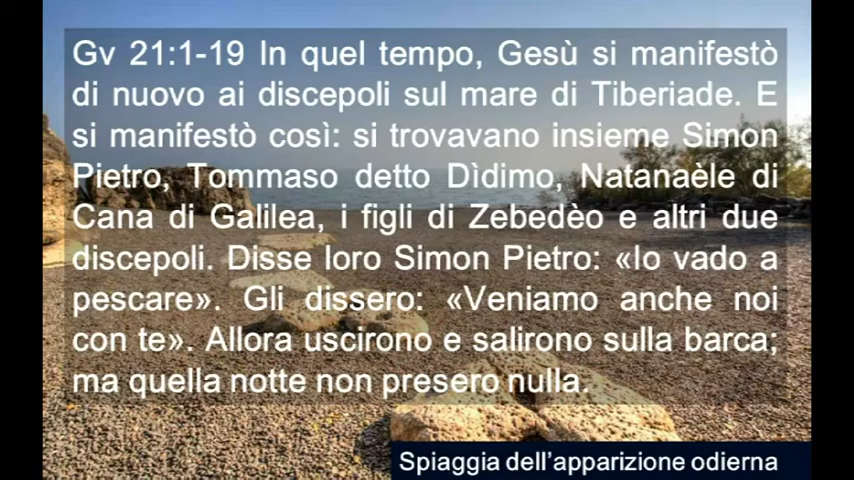 Gv 21:1-19 In quel tempo, Gesù si manifestò
di nuovo ai discepoli sul mare di Tiberiade. E
si manifestò così: si trovavano insieme Simon
Pietro, Tommaso detto Dìdimo, Natanaèle di
Cana di Galilea, i figli di Zebedèo e altri due
discepoli. Disse loro Simon Pietro: «Io vado a
pescare». Gli dissero: «Veniamo anche noi
con te». Allora uscirono e salirono sulla barca;
ma quella notte non presero nulla.
Spiaggia dell’apparizione odierna